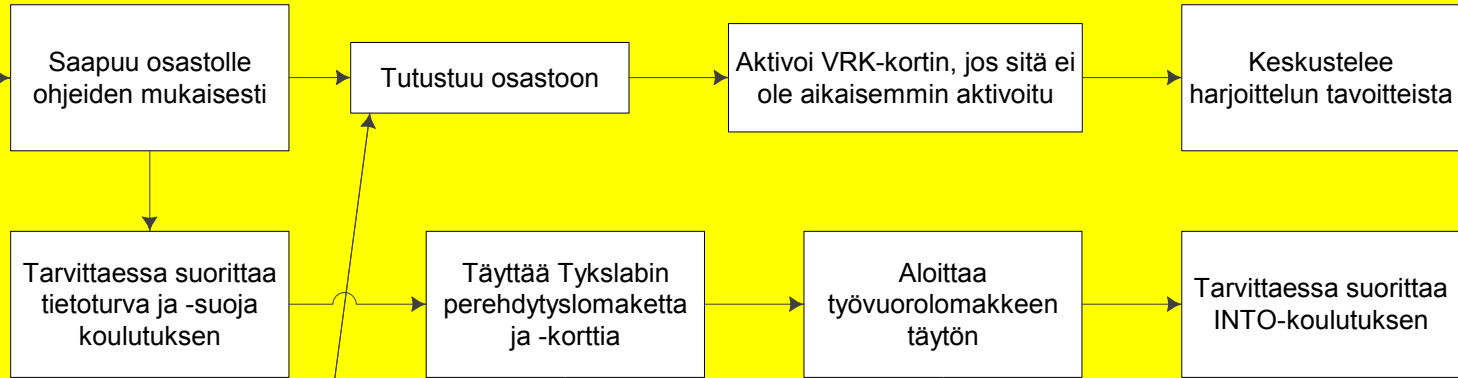 Saapuu osastolle
ohjeiden mukaisesti
Tutustuu osastoon
Aktivoi VRK-kortin, jos sitä ei
ole aikaisemmin aktivoitu
Keskustelee
harjoittelun tavoitteista
Tarvittaessa suorittaa
tietoturva ja -suoja
koulutuksen
Täyttää Tykslabin
perehdytyslomaketta
ja -korttia
Aloittaa
työvuorolomakkeen
täytön
Tarvittaessa suorittaa
INTO-koulutuksen